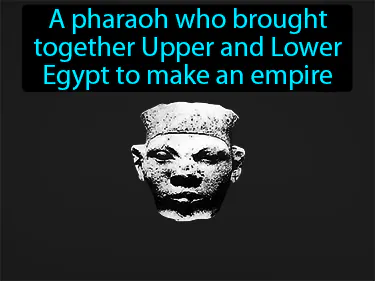 A pharaoh who brought
together Upper and Lower
Egypt to make an empire